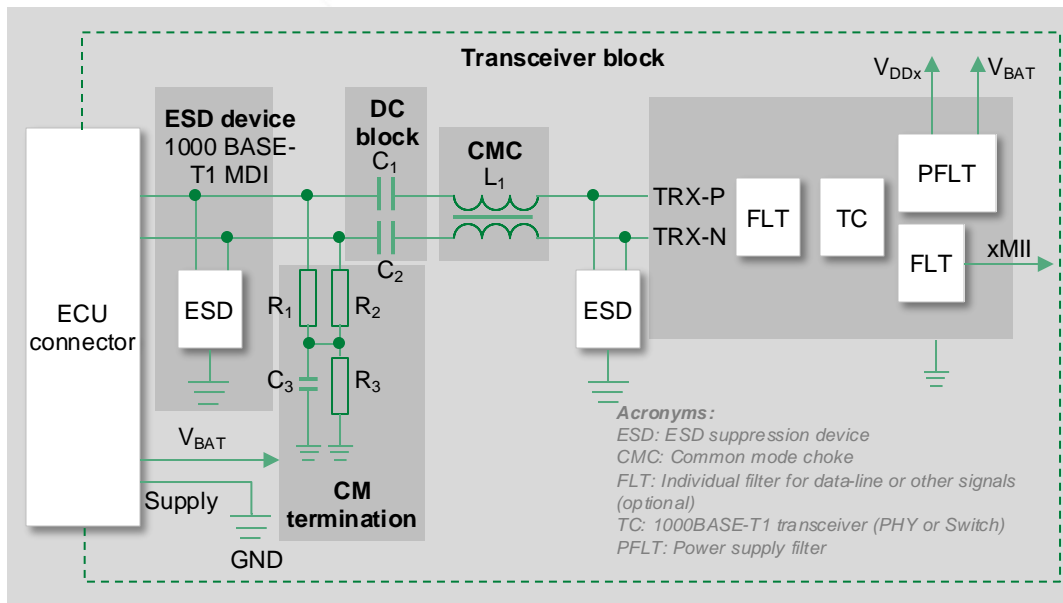 Transceiver block
V_DDx
V_BAT
ESD device
1000 BASE-
T1 MDI
DC
block
C1
CMC
L1
PFLT
TRX-P
FLT
TC
TRX-N
FLT
xMII
C2
ECU
connector
ESD
R1
R2
ESD
C3
R3
V_BAT
Supply
GND
CM
termination
Acronyms:
ESD: ESD suppression device
CMC: Common mode choke
FLT: Individual filter for data-line or other signals
(optional)
TC: 1000BASE-T1 transceiver (PHY or Switch)
PFLT: Power supply filter